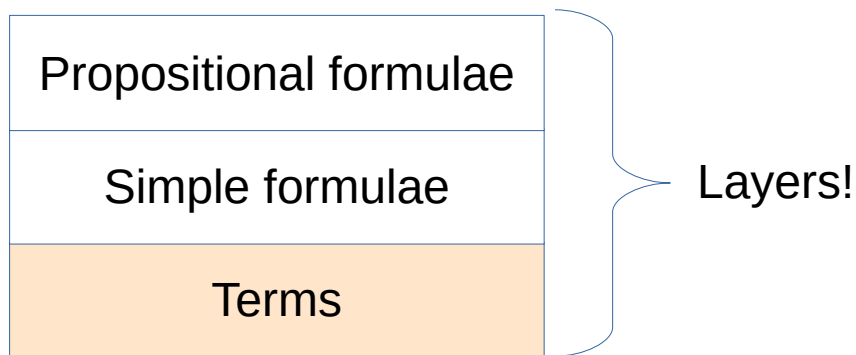 Propositional formulae
Simple formulae
Layers!
Terms